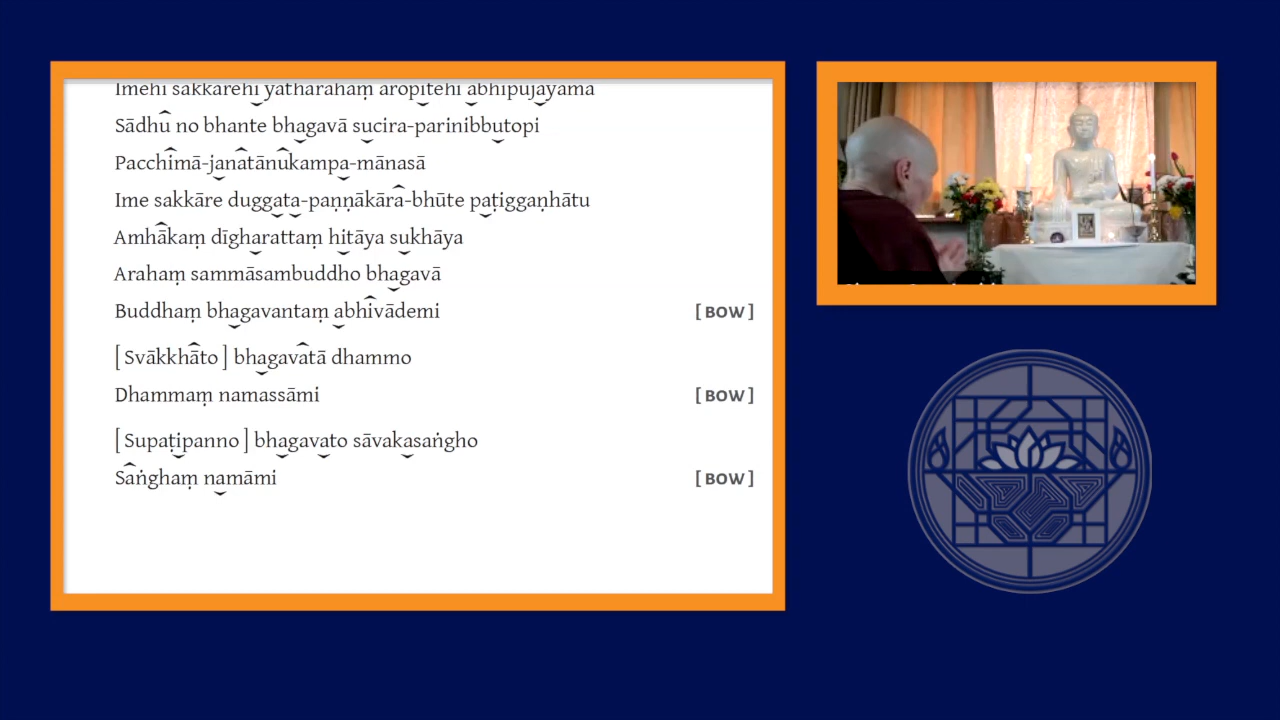 Imehi sakkārehi yathārahaṃ āropitehi abhipūjayāma
Sādhu no bhante bhagavā sucira-parinibbutopi
Pacchimā-janatānukampa-mānasā
Ime sakkāre duggata-paṇṇākāra-bhūte paṭiggaṇhātu
Amhākaṃ dīgharattaṃ hitāya sukhāya
Arahaṃ sammāsambuddho bhagavā
Buddhaṃ bhagavantaṃ abhivādemi [ BOW ]
[ Svākkhāto ] bhagavatā dhammo
Dhammaṃ namassāmi [ BOW ]
[ Supaṭipanno ] bhagavato sāvakasaṅgho
Saṅghaṃ namāmi [ BOW ]